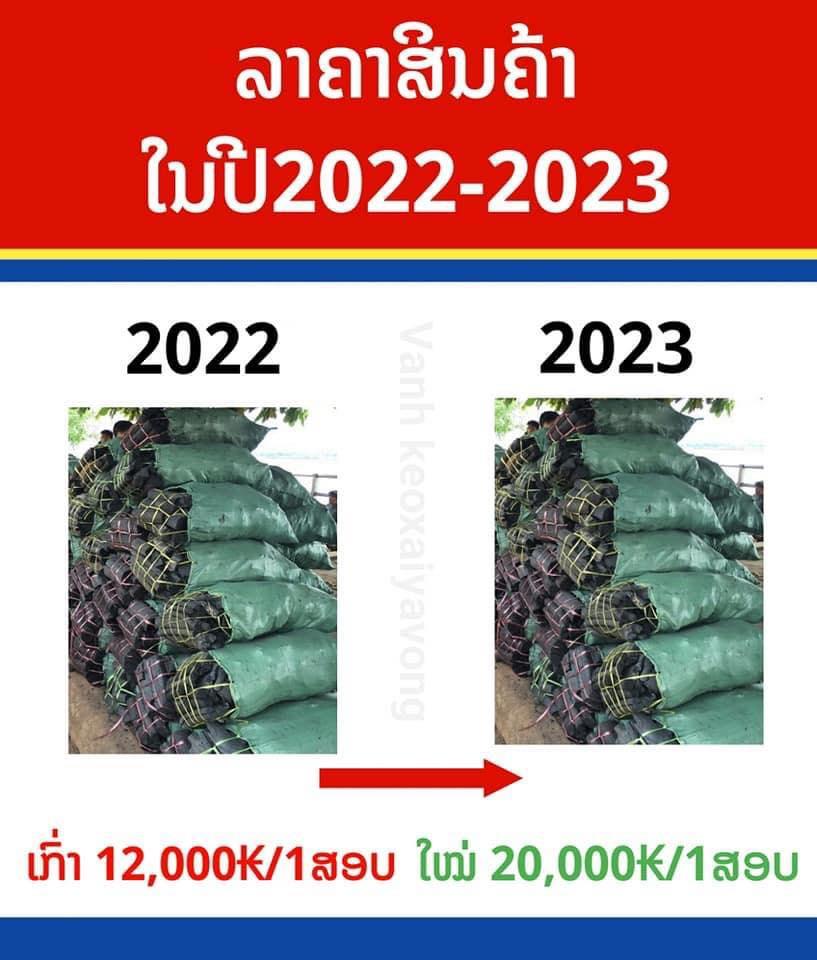 ລາຄາສິນຄ້າ
ໃນປີ2022-2023
2022
2023
Vanh keoxaiyavong
ເກົ່າ 12,000₭/1ສອບ
ໃໝ່ 20,000₭/1ສອບ